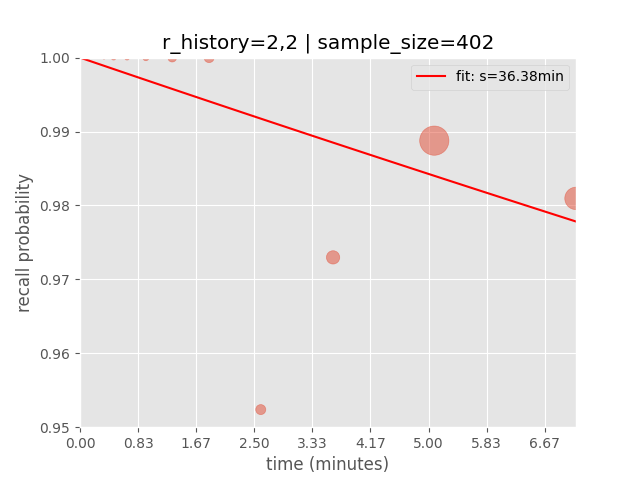 r_history=2,2 | sample_size=402
fit: s=36.38min
1.00
0.99
0.98
0.97
0.96
0.95
recall probability
0.00 0.83 1.67 2.50 3.33 4.17 5.00 5.83 6.67
time (minutes)